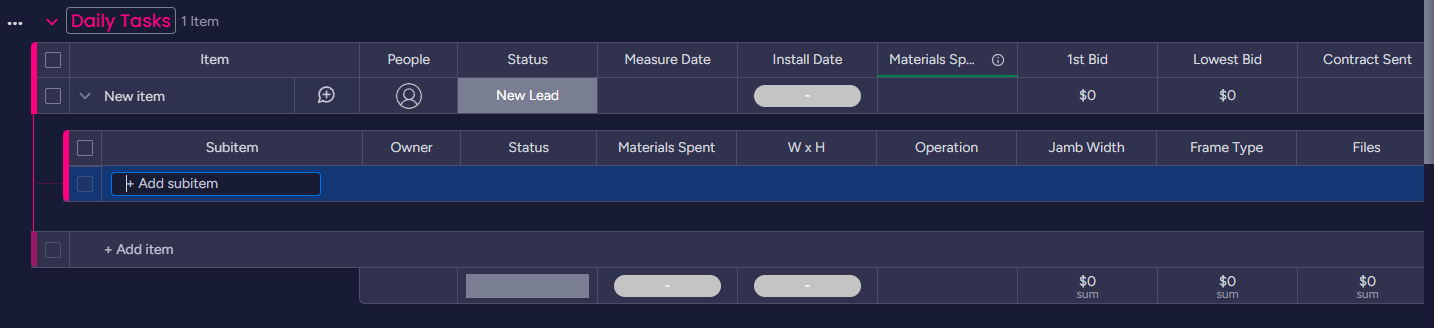 Daily Tasks 1 Item
Item People Status Measure Date Install Date Materials Sp... 1st Bid Lowest Bid Contract Sent
New item New Lead - $0 $0
Subitem Owner Status Materials Spent W x H Operation Jamb Width Frame Type Files
+ Add subitem
+ Add item
- - $0 $0 $0
sum sum sum